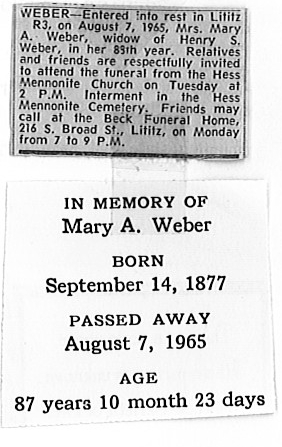 WEBER—Entered into rest in Lititz
R3, on August 7, 1965, Mrs. Mary
A. Weber, widow of Henry S.
Weber, in her 89th year. Relatives
and friends are respectfully invited
to attend the funeral from the Hess
Mennonite Church on Tuesday at
2 P.M. Interment in the Hess
Mennonite Cemetery. Friends may
call at the Beck Funeral Home,
216 S. Broad St., Lititz, on Monday
from 7 to 9 P.M.
IN MEMORY OF
Mary A. Weber
BORN
September 14, 1877
PASSED AWAY
August 7, 1965
AGE
87 years 10 month 23 days